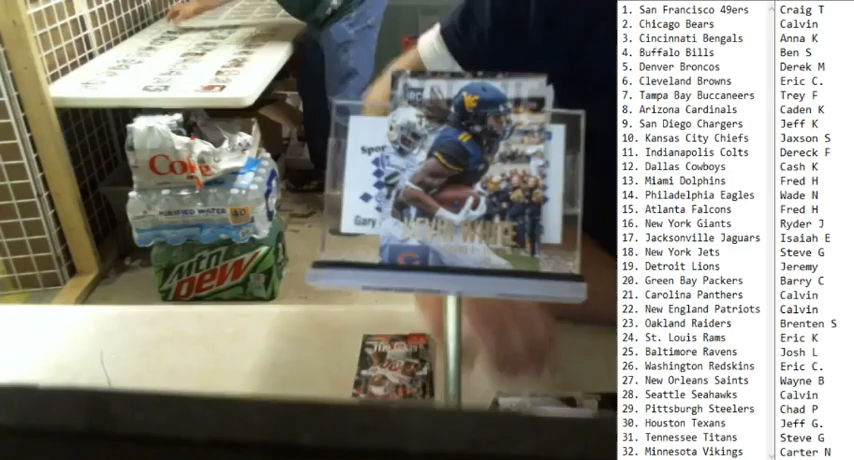 Coke
PURIFIED WATER 40
Mtn
DEW
Spor
Gary
KEVIN WHITE
1. San Francisco 49ers Craig T
2. Chicago Bears Calvin
3. Cincinnati Bengals Anna K
4. Buffalo Bills Ben S
5. Denver Broncos Derek M
6. Cleveland Browns Eric C.
7. Tampa Bay Buccaneers Trey F
8. Arizona Cardinals Caden K
9. San Diego Chargers Jeff K
10. Kansas City Chiefs Jaxson S
11. Indianapolis Colts Dereck F
12. Dallas Cowboys Cash K
13. Miami Dolphins Fred H
14. Philadelphia Eagles Wade N
15. Atlanta Falcons Fred H
16. New York Giants Ryder J
17. Jacksonville Jaguars Isaiah E
18. New York Jets Steve G
19. Detroit Lions Jeremy
20. Green Bay Packers Barry C
21. Carolina Panthers Calvin
22. New England Patriots Calvin
23. Oakland Raiders Brenten S
24. St. Louis Rams Eric K
25. Baltimore Ravens Josh L
26. Washington Redskins Eric C.
27. New Orleans Saints Wayne B
28. Seattle Seahawks Calvin
29. Pittsburgh Steelers Chad P
30. Houston Texans Jeff G.
31. Tennessee Titans Steve G
32. Minnesota Vikings Carter N